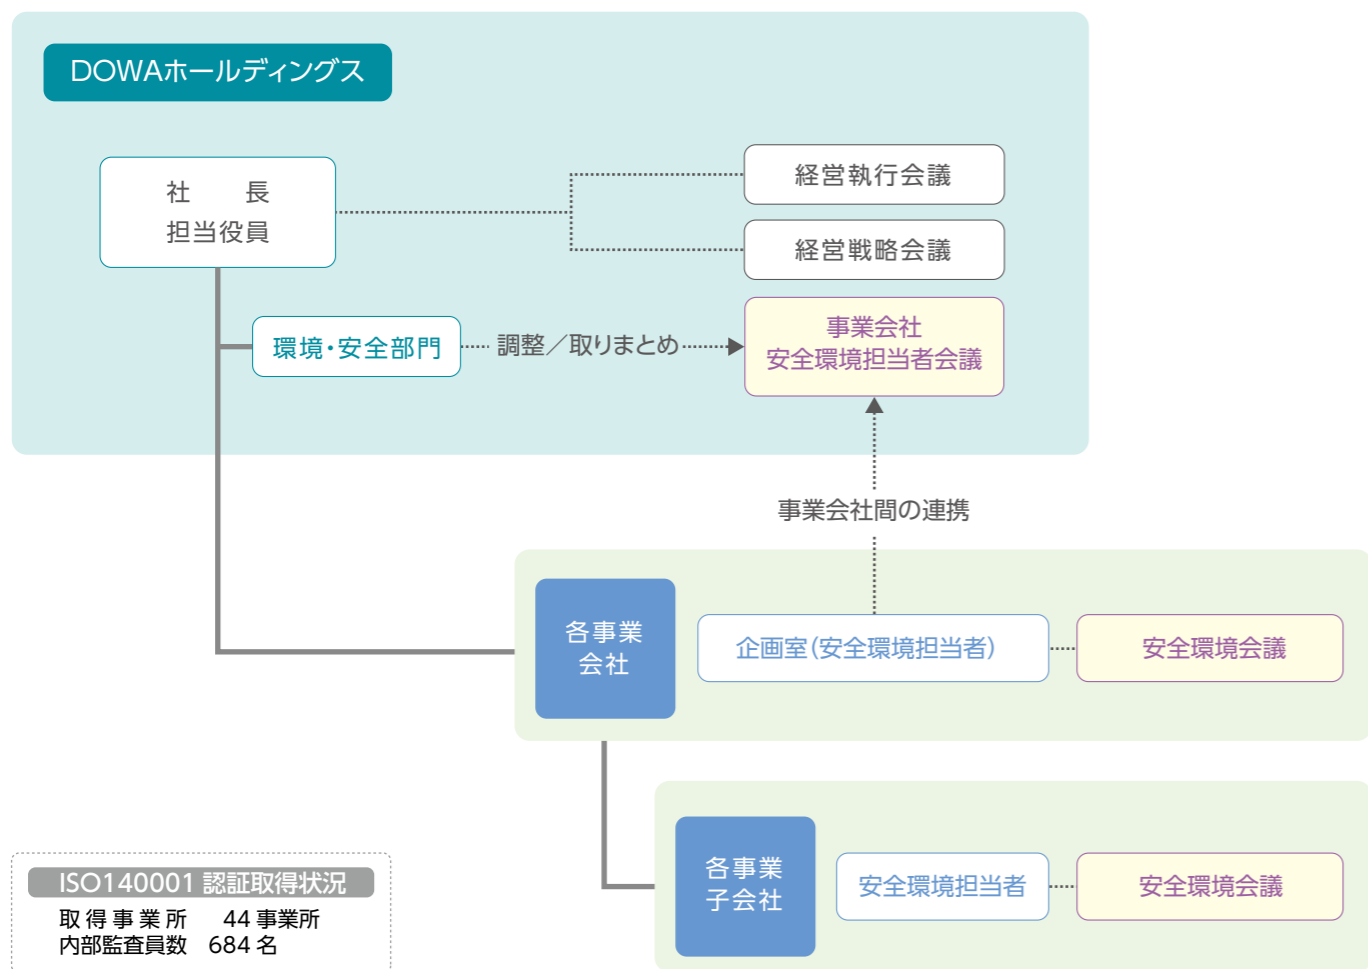 DOWAホールディングス
社　　長
担当役員
経営執行会議
経営戦略会議
環境・安全部門
調整／取りまとめ
事業会社
安全環境担当者会議
事業会社間の連携
各事業
会社
企画室（安全環境担当者）
安全環境会議
各事業
子会社
安全環境担当者
安全環境会議
ISO140001 認証取得状況
取得事業所　44 事業所
内部監査員数　684 名